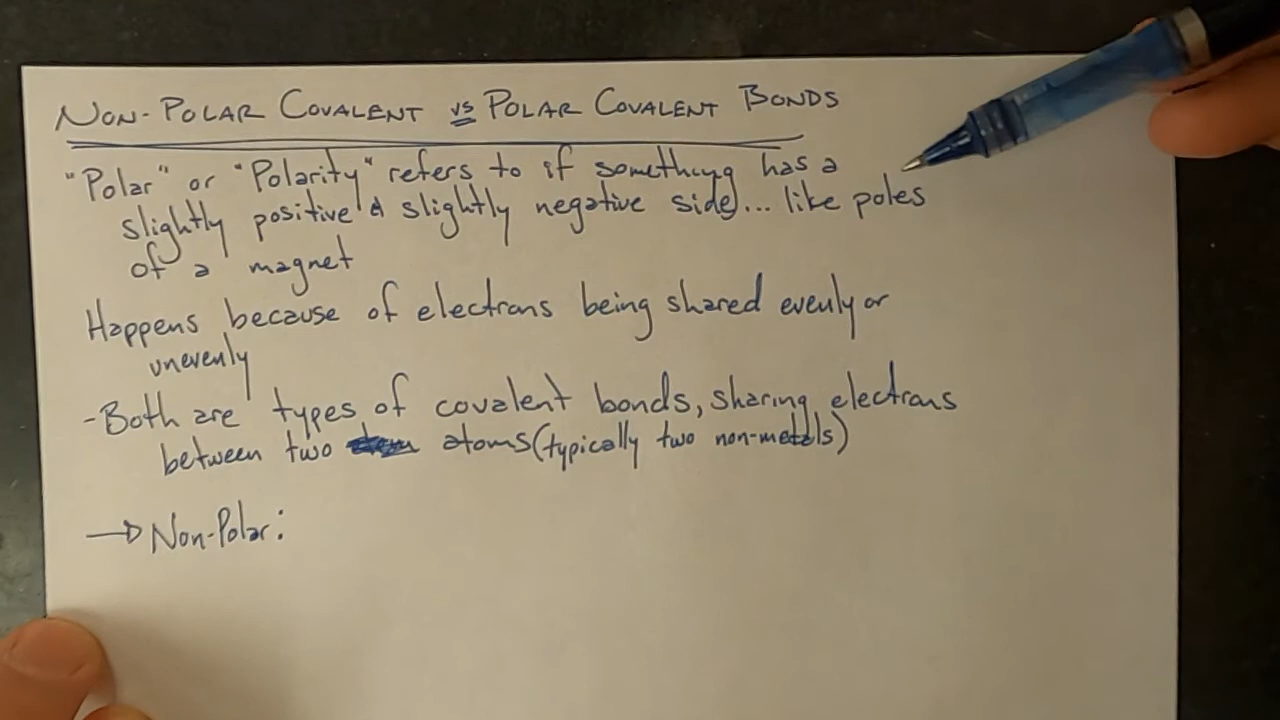 NON-POLAR COVALENT vs POLAR COVALENT BONDS
"Polar" or "Polarity" refers to if something has a
slightly positive & slightly negative side... like poles
of a magnet
Happens because of electrons being shared evenly or
unevenly
-Both are types of covalent bonds, sharing electrons
between two atoms (typically two non-metals)
→ Non-Polar: